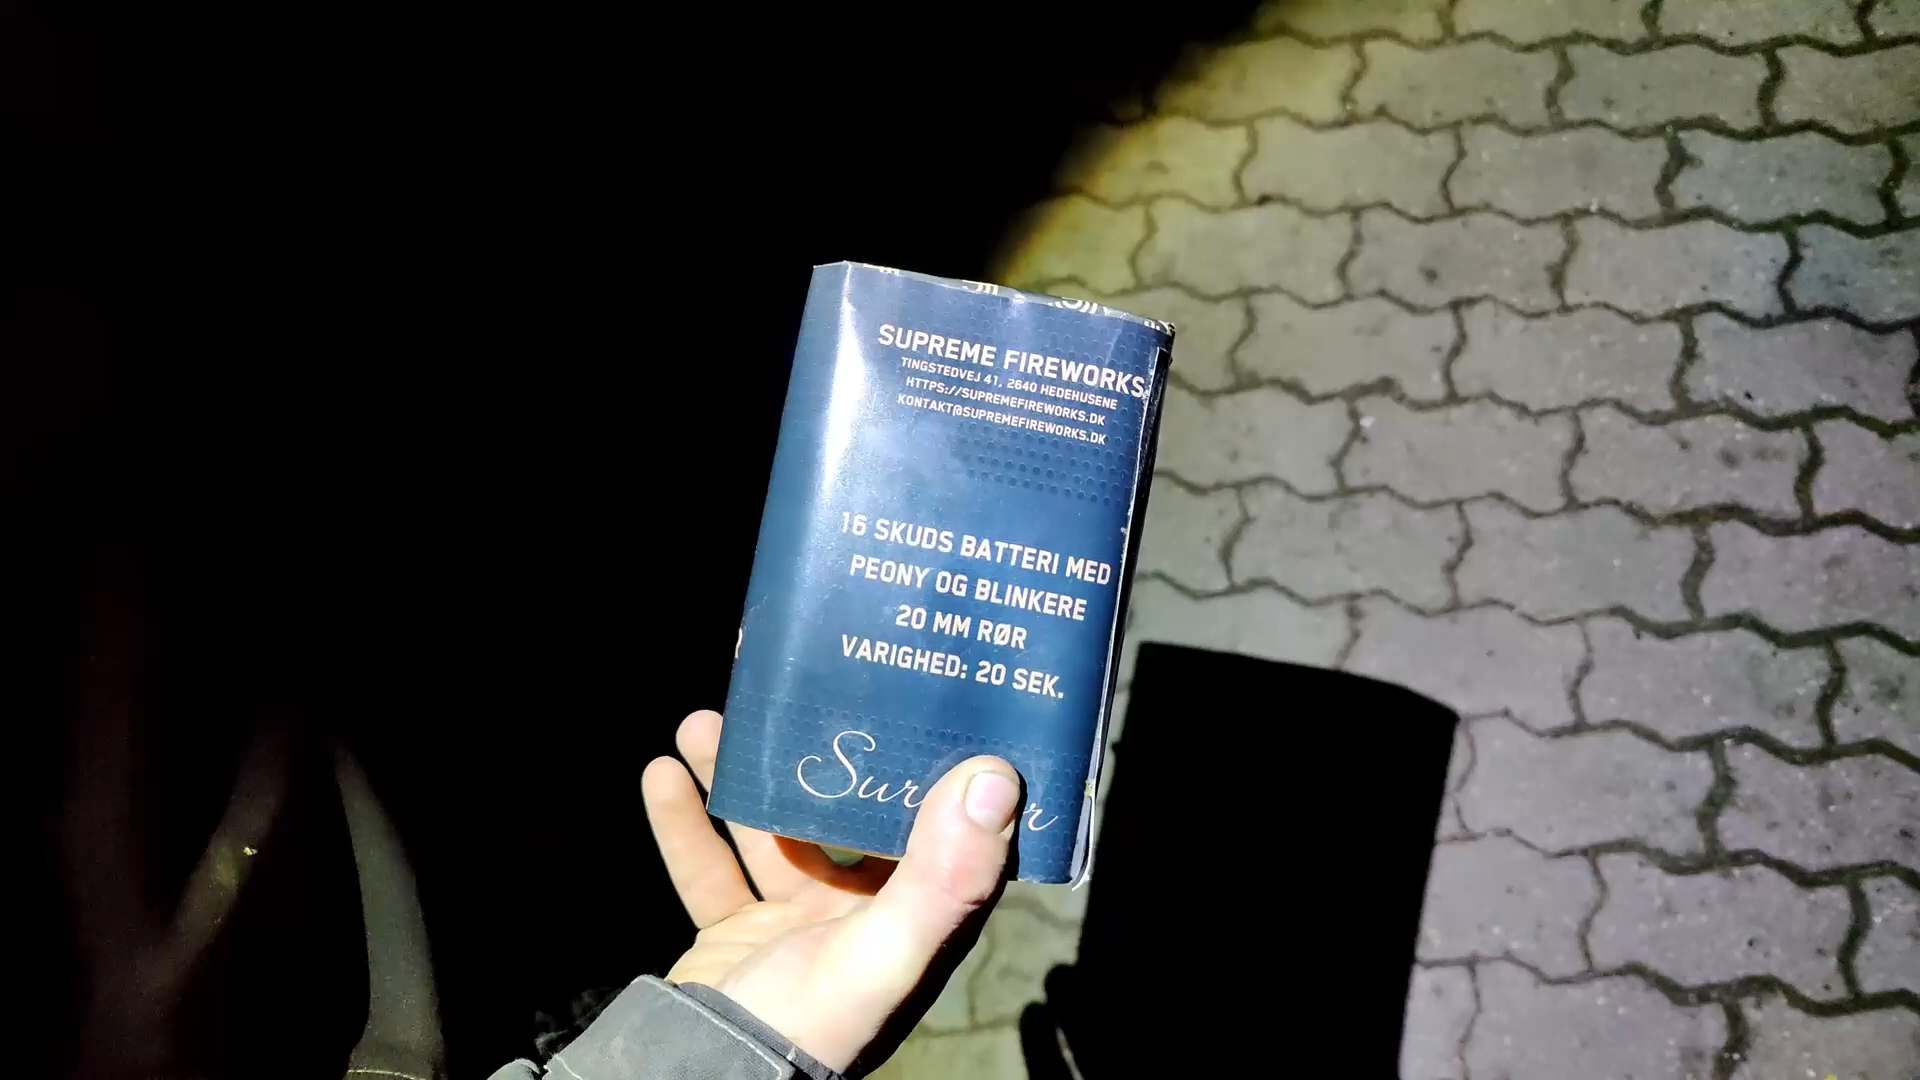 SUPREME FIREWORKS
TINGSTEDVEJ 41, 2640 HEDEHUSENE
HTTPS://SUPREMEFIREWORKS.DK
KONTAKT@SUPREMEFIREWORKS.DK
16 SKUDS BATTERI MED
PEONY OG BLINKERE
20 MM RØR
VARIGHED: 20 SEK.